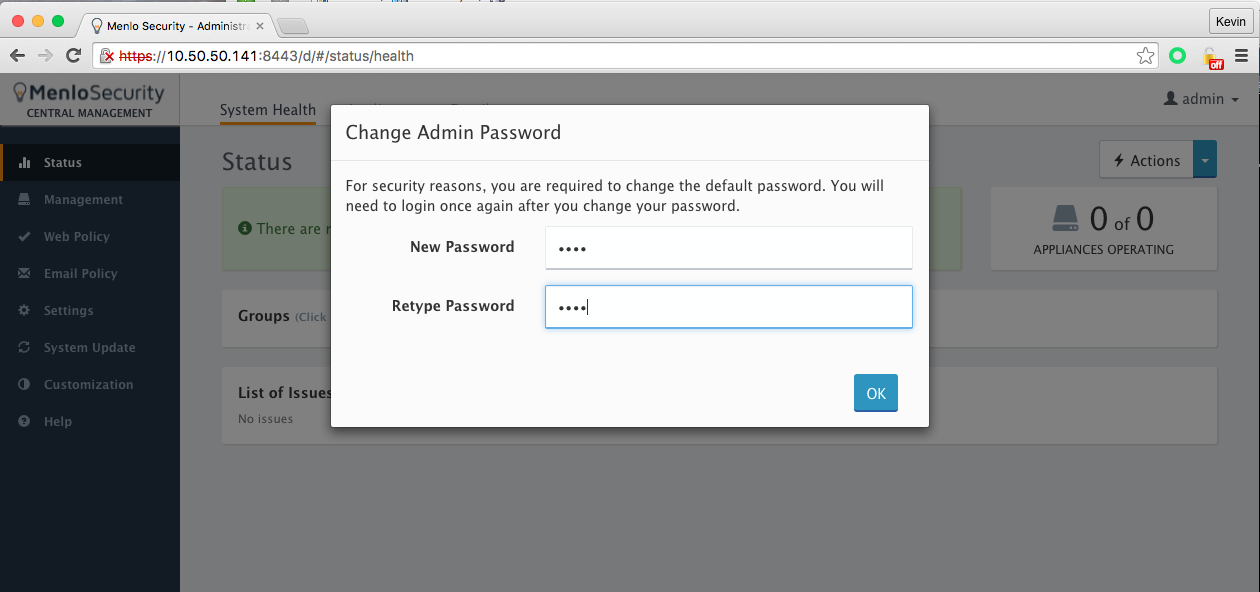 Menlo Security - Administra
Kevin
https://10.50.50.141:8443/d/#/status/health
off
MenloSecurity
CENTRAL MANAGEMENT
System Health
admin
Status
Management
Web Policy
Email Policy
Settings
System Update
Customization
Help
Status
Actions
There are
0 of 0
APPLIANCES OPERATING
Groups (Click
List of Issues
No issues
Change Admin Password
For security reasons, you are required to change the default password. You will
need to login once again after you change your password.
New Password ••••
Retype Password ••••
OK